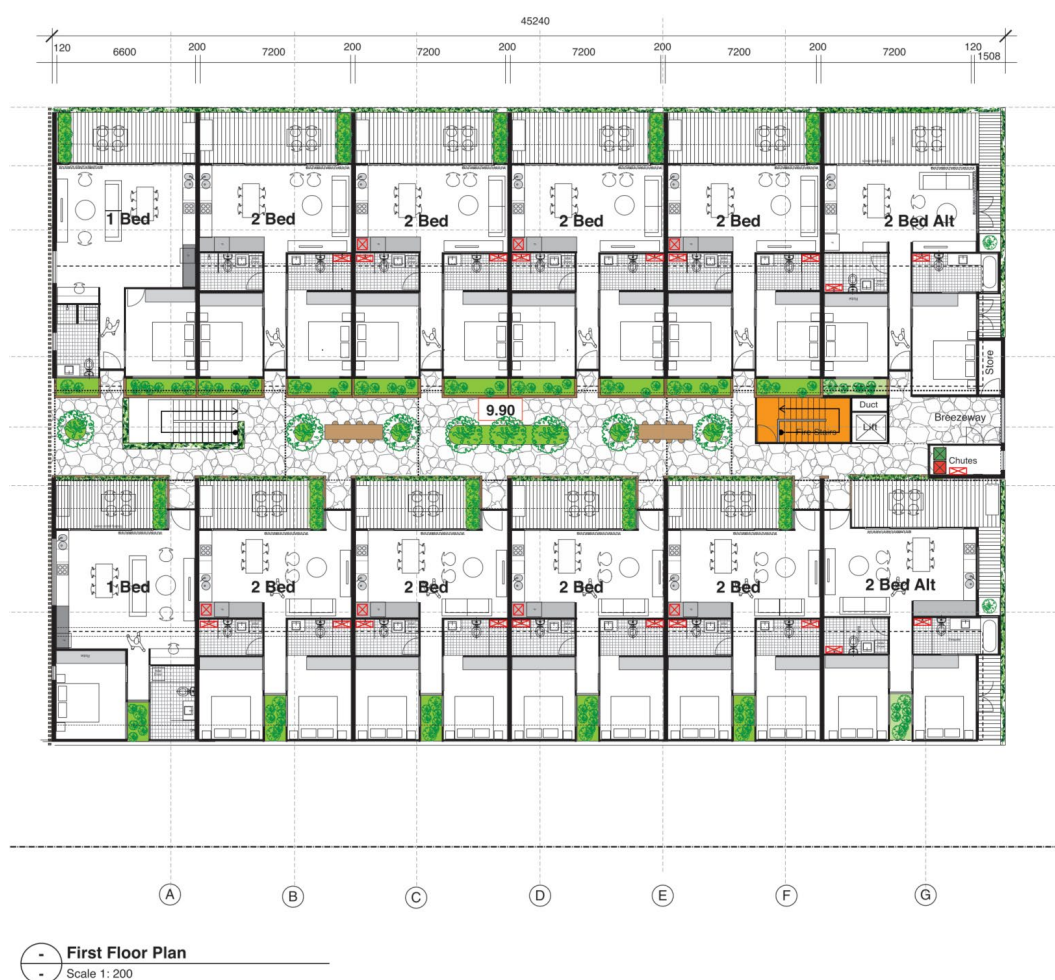 45240
120 6600 200 7200 200 7200 200 7200 200 7200 200 7200 120
1508
1 Bed 2 Bed 2 Bed 2 Bed 2 Bed 2 Bed Alt
Store
9.90
Fire Stairs
Duct
Lift
Breezeway
Chutes
1 Bed 2 Bed 2 Bed 2 Bed 2 Bed 2 Bed Alt
A B C D E F G
- First Floor Plan
- Scale 1: 200